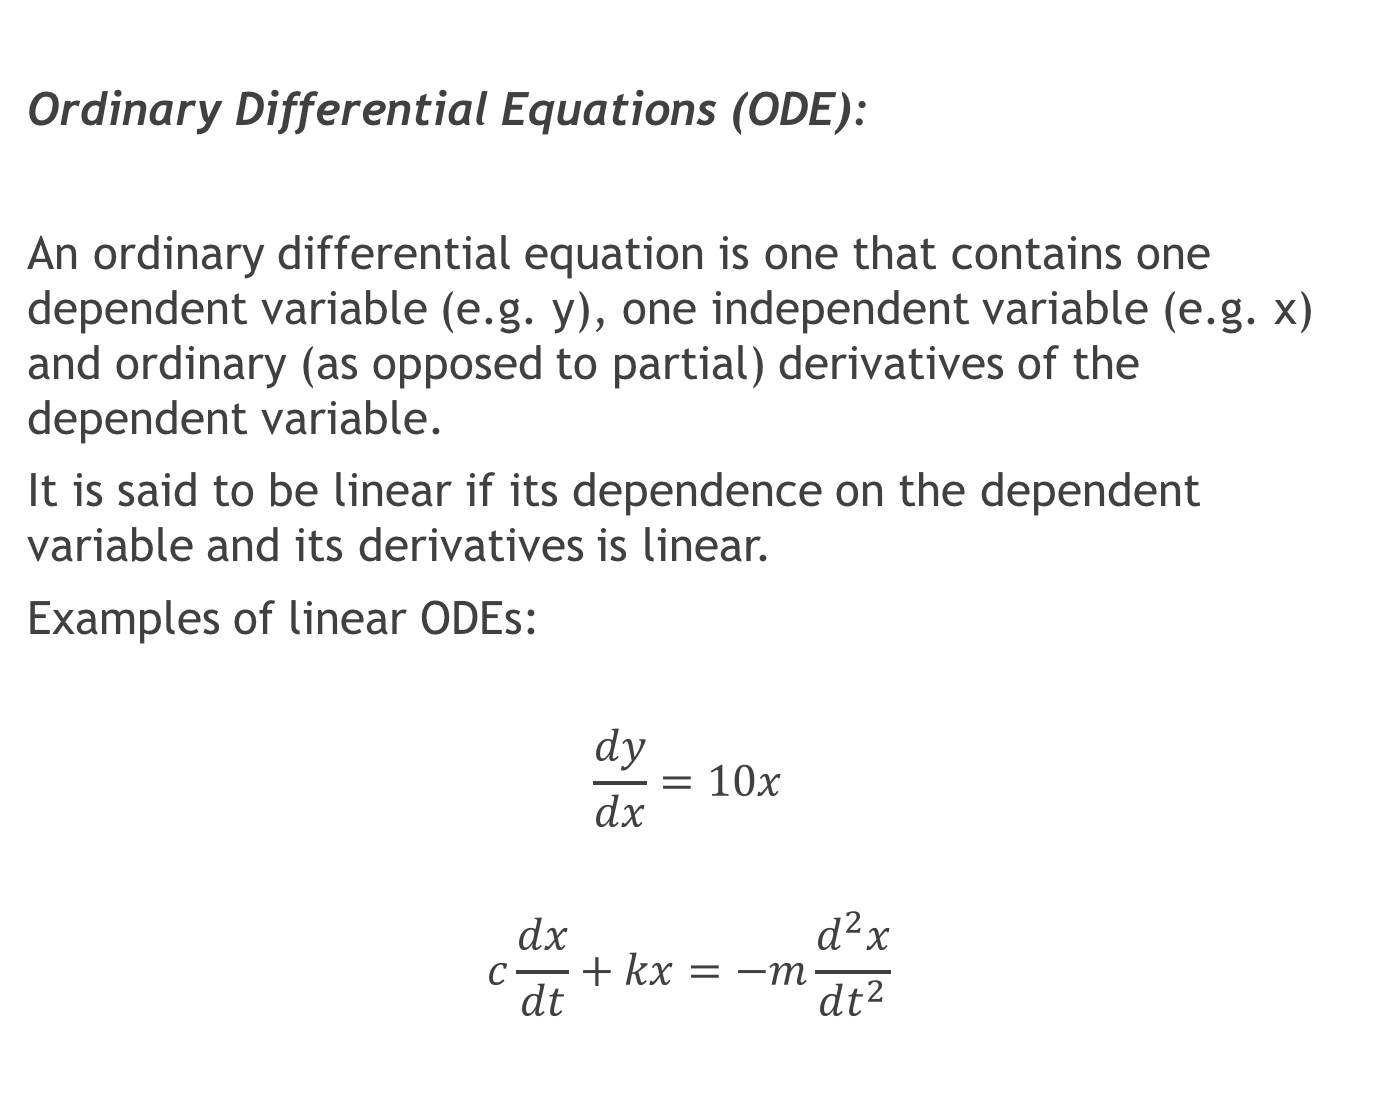 Ordinary Differential Equations (ODE):
An ordinary differential equation is one that contains one
dependent variable (e.g. y), one independent variable (e.g. x)
and ordinary (as opposed to partial) derivatives of the
dependent variable.
It is said to be linear if its dependence on the dependent
variable and its derivatives is linear.
Examples of linear ODEs:
dy/dx = 10x
c dx/dt + kx = −m d²x/dt²